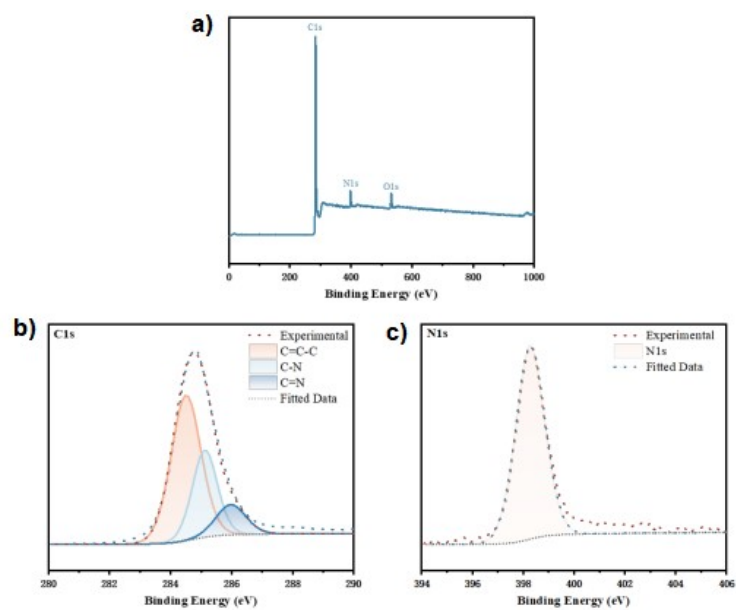 a)
C1s
N1s
O1s
0 200 400 600 800 1000
Binding Energy (eV)
b)
C1s
Experimental
C=C-C
C-N
C=N
Fitted Data
280 282 284 286 288 290
Binding Energy (eV)
c)
N1s
Experimental
N1s
Fitted Data
394 396 398 400 402 404 406
Binding Energy (eV)